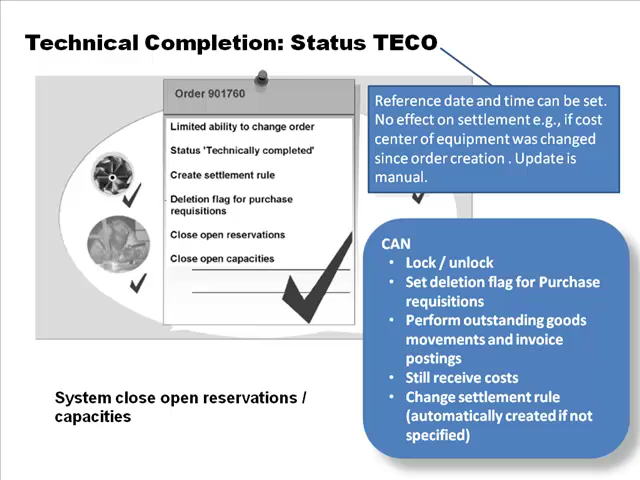 Technical Completion: Status TECO
Order 901760
Limited ability to change order
Status 'Technically completed'
Create settlement rule
Deletion flag for purchase
requisitions
Close open reservations
Close open capacities
Reference date and time can be set.
No effect on settlement e.g., if cost
center of equipment was changed
since order creation . Update is
manual.
CAN
• Lock / unlock
• Set deletion flag for Purchase
requisitions
• Perform outstanding goods
movements and invoice
postings
• Still receive costs
• Change settlement rule
(automatically created if not
specified)
System close open reservations /
capacities